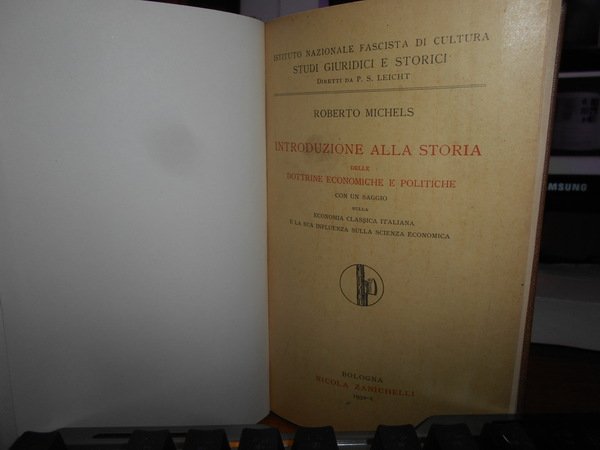 ISTITUTO NAZIONALE FASCISTA DI CULTURA
STUDI GIURIDICI E STORICI
DIRETTI DA P. S. LEICHT
ROBERTO MICHELS
INTRODUZIONE ALLA STORIA
DELLE
DOTTRINE ECONOMICHE E POLITICHE
CON UN SAGGIO
SULLA
ECONOMIA CLASSICA ITALIANA
E LA SUA INFLUENZA SULLA SCIENZA ECONOMICA
BOLOGNA
NICOLA ZANICHELLI
SAMSUNG